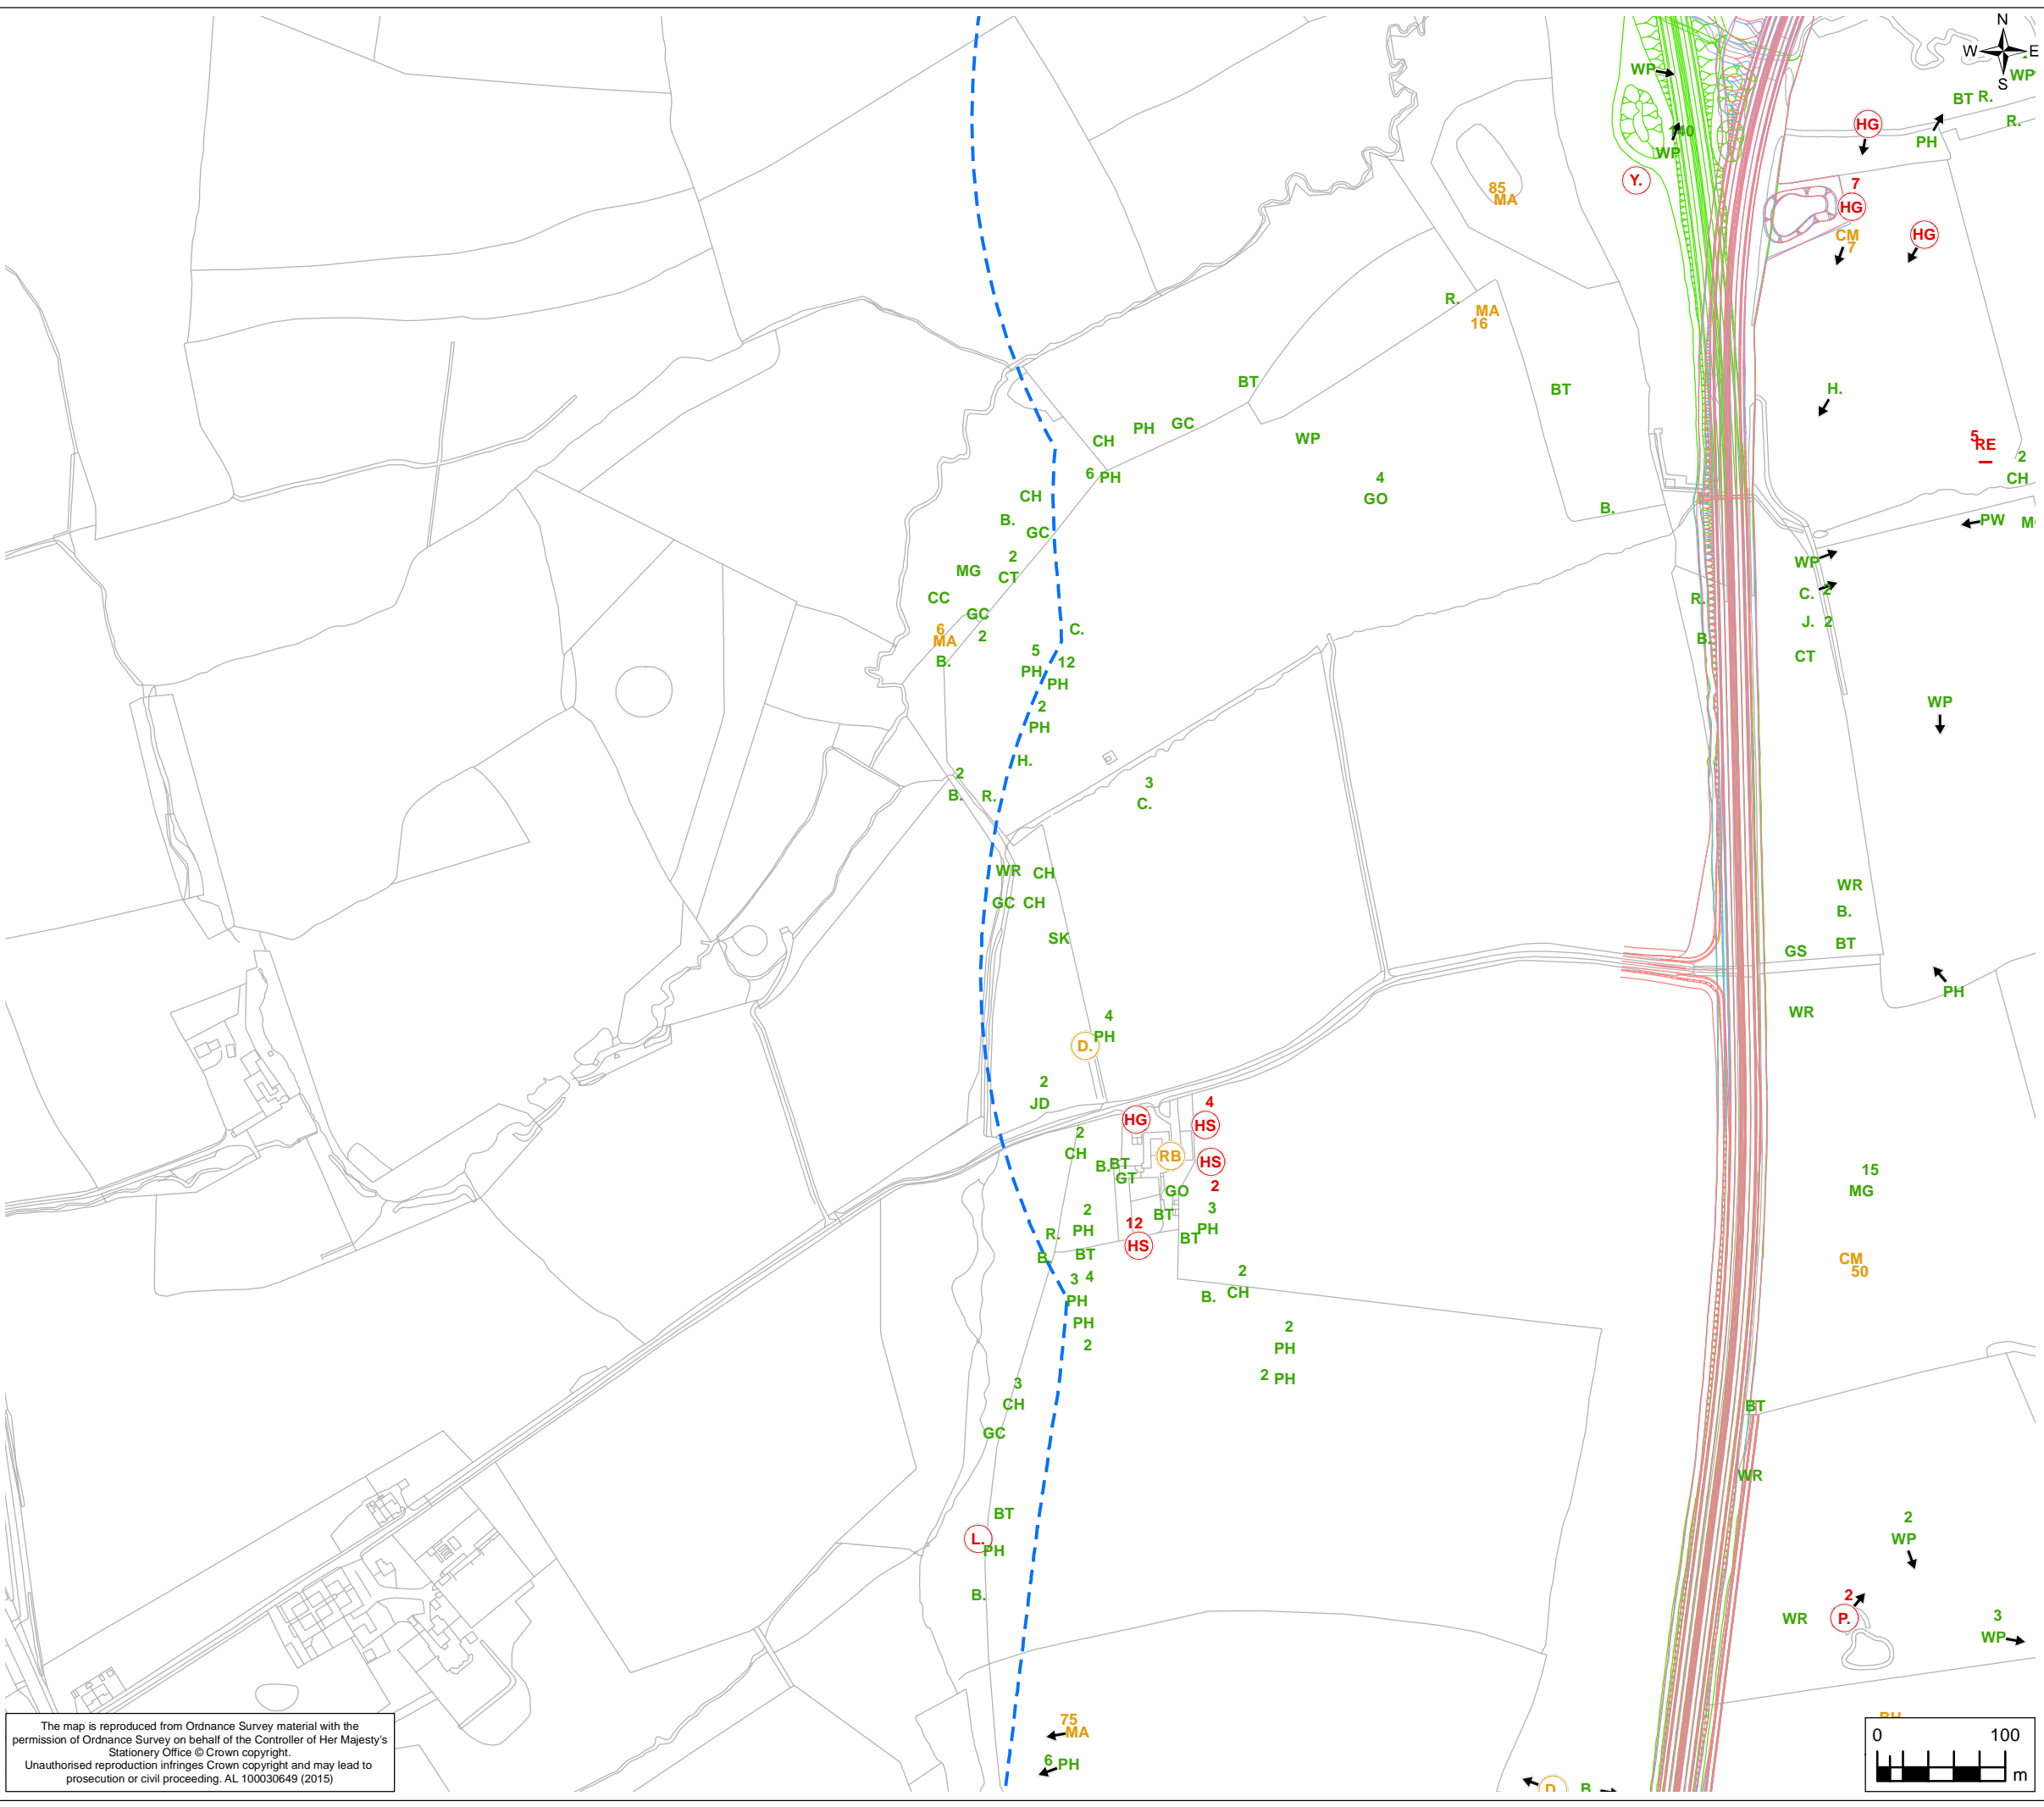 N
W E
S
WP
WP
BT R.
R.
HG
PH
140
WP
Y.
7
HG
85
MA
HG
CM
7
R.
MA
16
BT
BT
H.
CH
PH
GC
WP
5
RE
2
CH
6 PH
4
GO
CH
B.
B.
GC
PW
2
CT
MG
WP
CC
GC
C. 2
R.
6
MA
2
C.
J. 2
B.
B.
5
PH
12
PH
CT
2
PH
WP
H.
2
B.
R.
3
C.
WR
CH
WR
GC
CH
B.
SK
BT
GS
PH
WR
4
PH
D.
2
JD
HG
4
HS
2
CH
B.
BT
GT
RB
HS
2
GO
15
MG
2
PH
R.
BT
3
PH
12
HS
BT
B.
BT
CM
50
3 4
PH
PH
2
2
CH
B.
2
PH
2 PH
3
CH
GC
BT
WR
BT
L.
PH
2
WP
B.
2
P.
WR
3
WP
75
MA
6 PH
D.
B.
The map is reproduced from Ordnance Survey material with the
permission of Ordnance Survey on behalf of the Controller of Her Majesty's
Stationery Office © Crown copyright.
Unauthorised reproduction infringes Crown copyright and may lead to
prosecution or civil proceeding. AL 100030649 (2015)
0 100
m